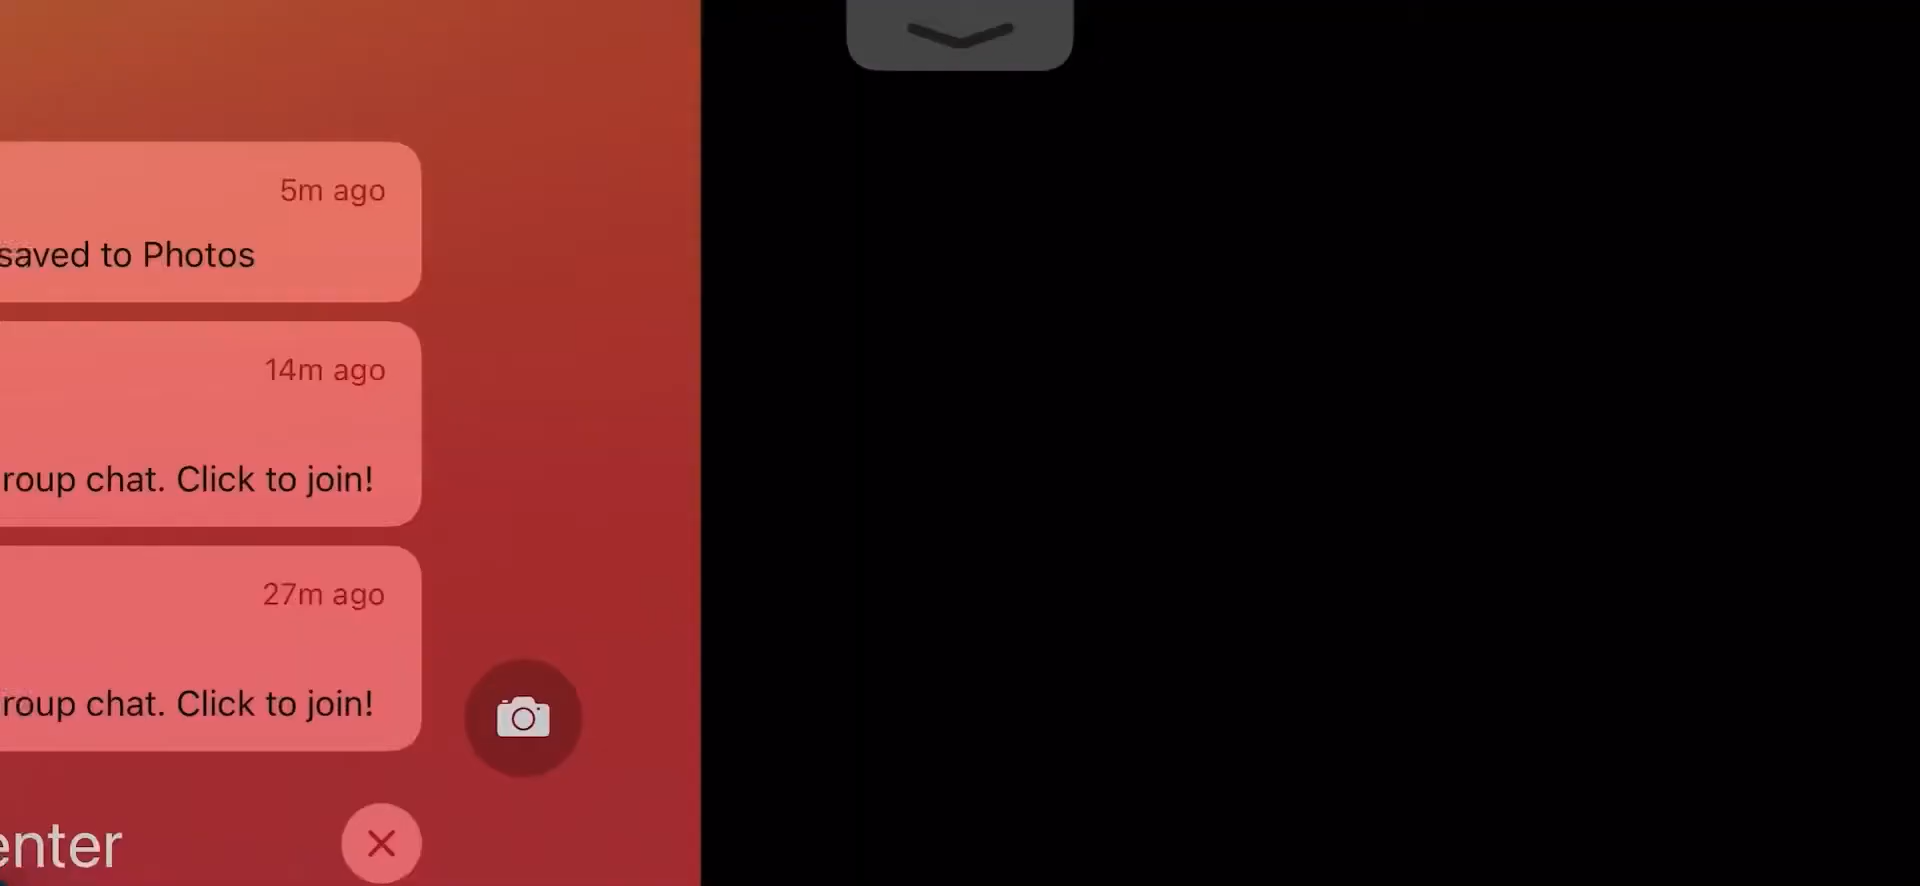 5m ago
saved to Photos
14m ago
roup chat. Click to join!
27m ago
roup chat. Click to join!
enter